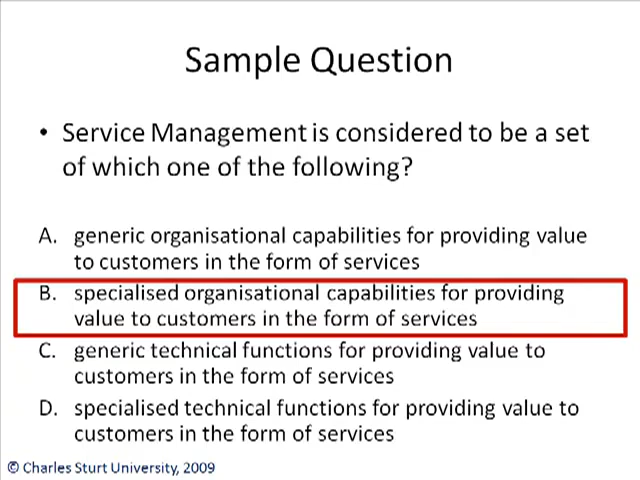 Sample Question
• Service Management is considered to be a set
of which one of the following?
A. generic organisational capabilities for providing value
to customers in the form of services
B. specialised organisational capabilities for providing
value to customers in the form of services
C. generic technical functions for providing value to
customers in the form of services
D. specialised technical functions for providing value to
customers in the form of services
© Charles Sturt University, 2009